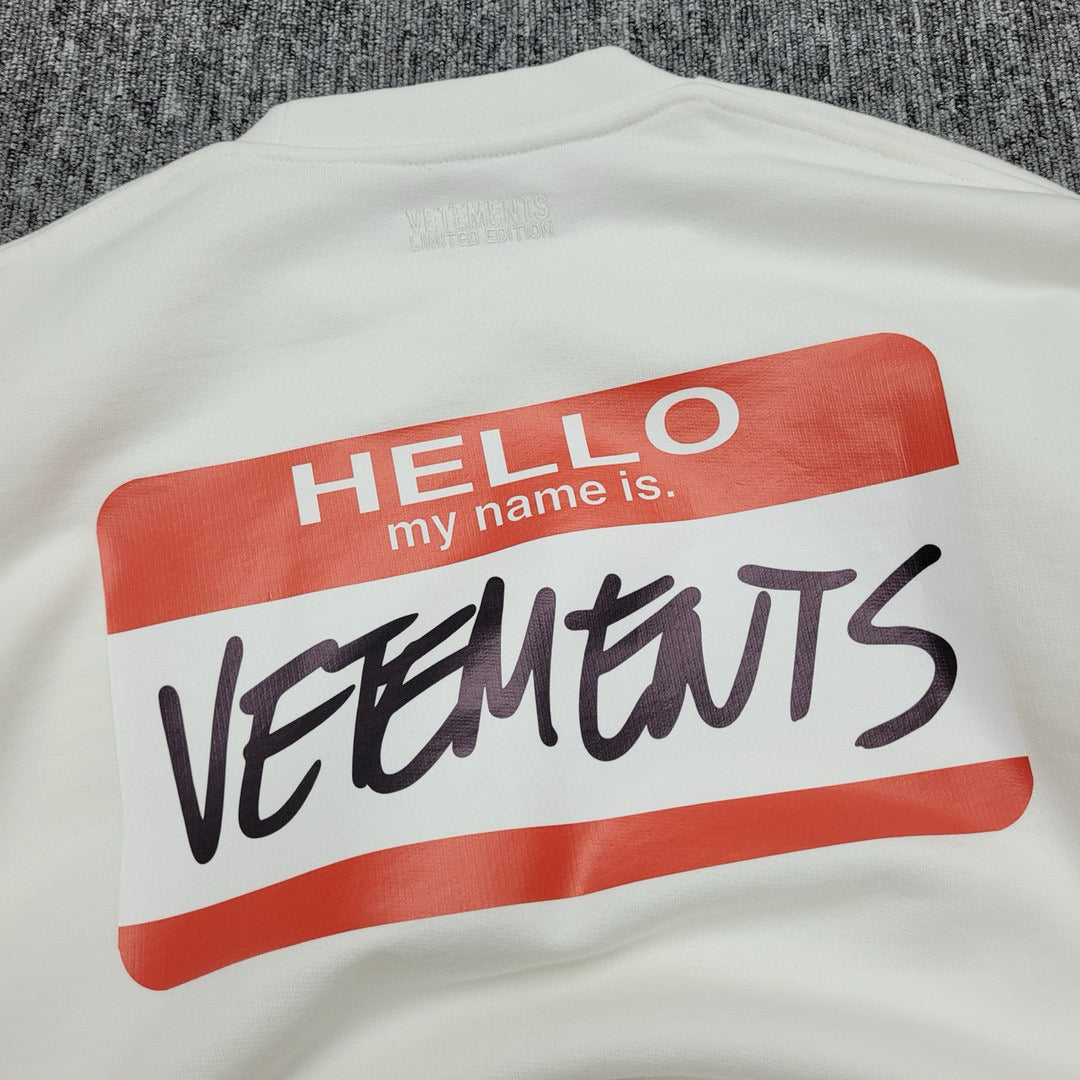 VETEMENTS
LIMITED EDITION
HELLO
my name is.
VETEMENTS